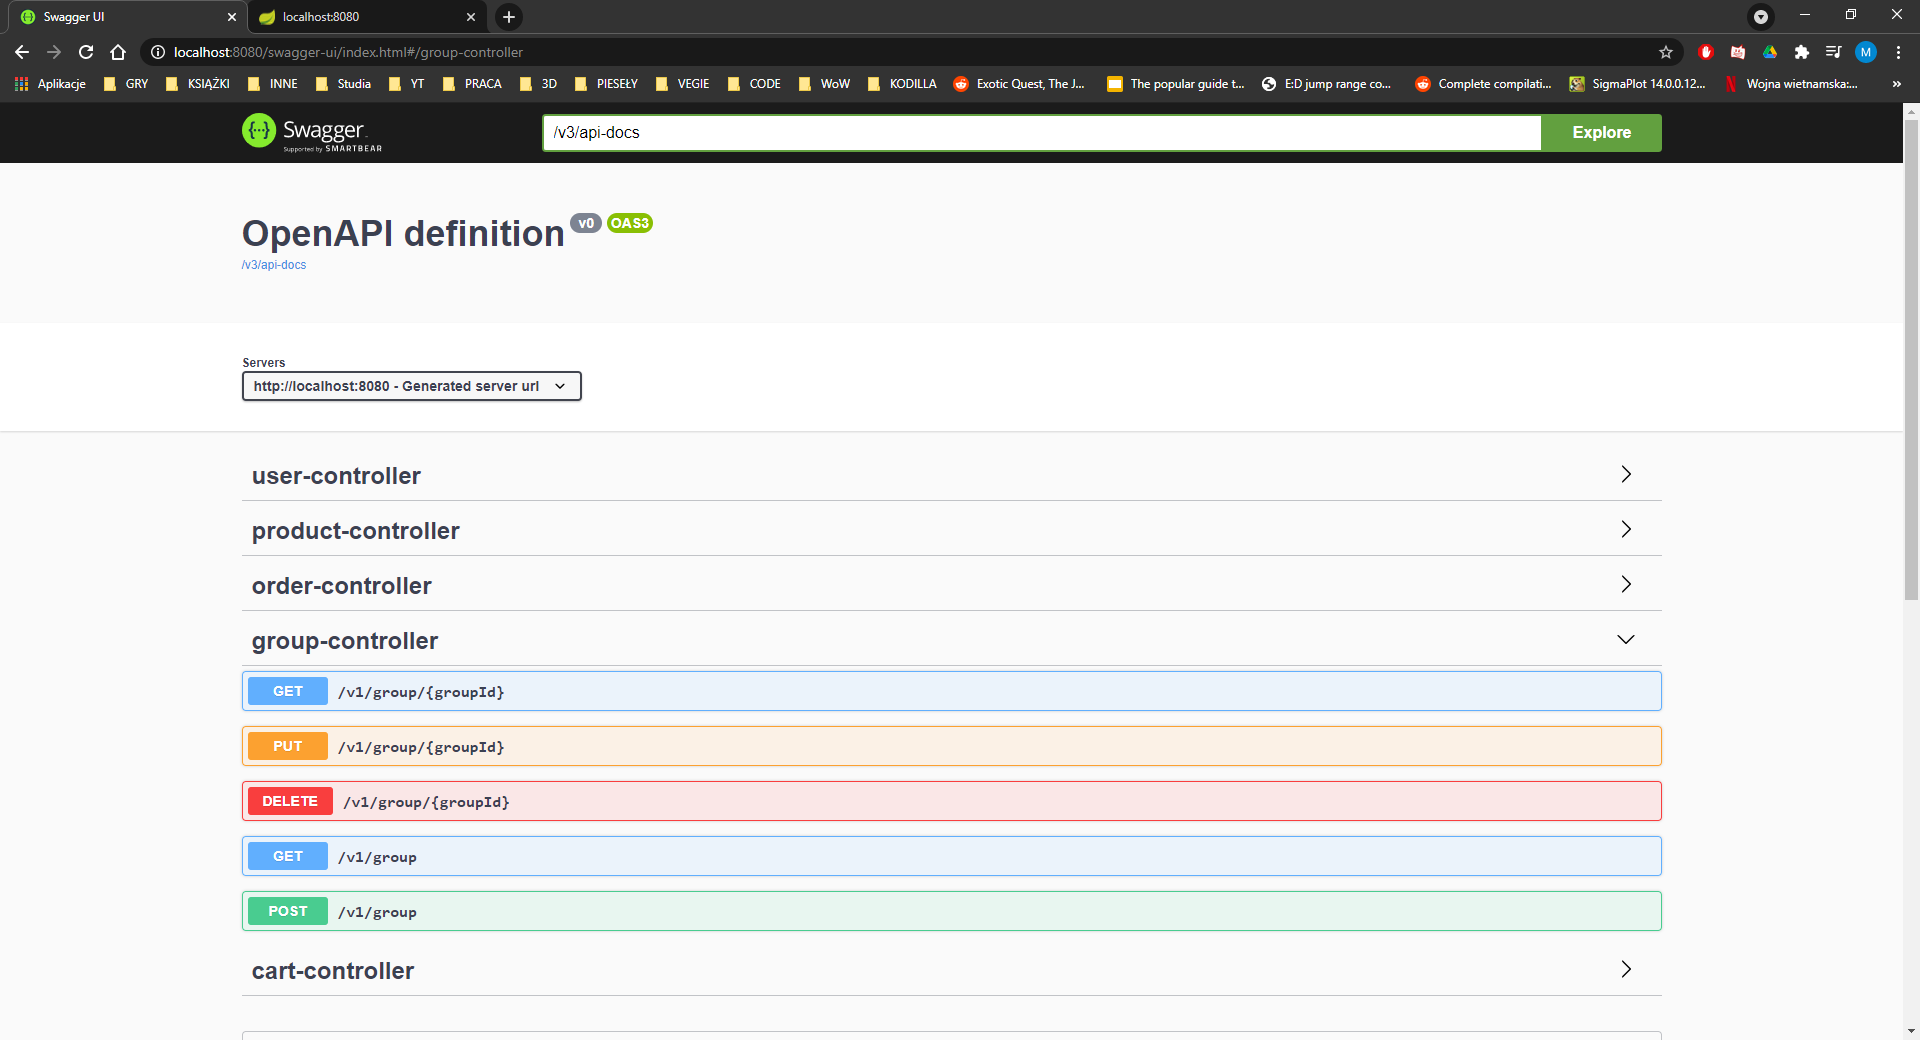 Swagger UI
localhost:8080
localhost:8080/swagger-ui/index.html#/group-controller
M
Aplikacje
GRY
KSIĄŻKI
INNE
Studia
YT
PRACA
3D
PIESEŁY
VEGIE
CODE
WoW
KODILLA
Exotic Quest, The J...
The popular guide t...
E:D jump range co...
Complete compilati...
SigmaPlot 14.0.0.12...
Wojna wietnamska:...
Swagger
Supported by SMARTBEAR
/v3/api-docs
Explore
OpenAPI definition v0 OAS3
/v3/api-docs
Servers
http://localhost:8080 - Generated server url
user-controller
product-controller
order-controller
group-controller
GET /v1/group/{groupId}
PUT /v1/group/{groupId}
DELETE /v1/group/{groupId}
GET /v1/group
POST /v1/group
cart-controller